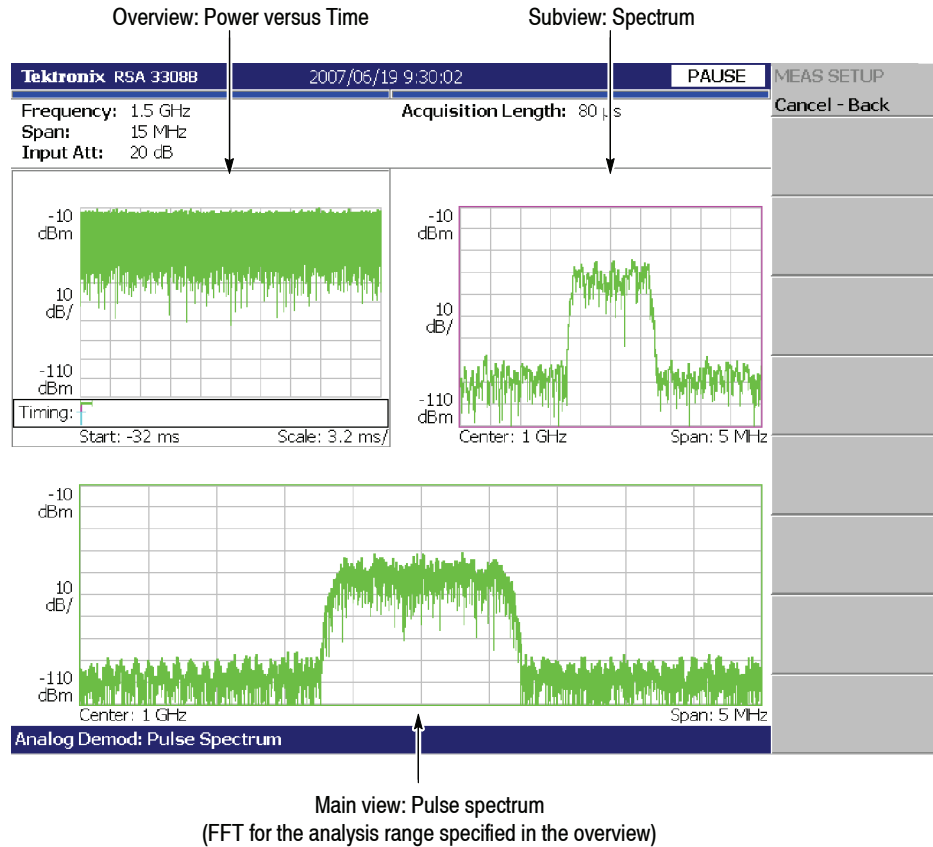 Overview: Power versus Time
Subview: Spectrum
Tektronix RSA 3308B 2007/06/19 9:30:02 PAUSE
MEAS SETUP
Cancel - Back
Frequency: 1.5 GHz
Acquisition Length: 80 µs
Span: 15 MHz
Input Att: 20 dB
-10
dBm
10
dB/
-110
dBm
Timing:
Start: -32 ms Scale: 3.2 ms/
-10
dBm
10
dB/
-110
dBm
Center: 1 GHz Span: 5 MHz
-10
dBm
10
dB/
-110
dBm
Center: 1 GHz Span: 5 MHz
Analog Demod: Pulse Spectrum
Main view: Pulse spectrum
(FFT for the analysis range specified in the overview)